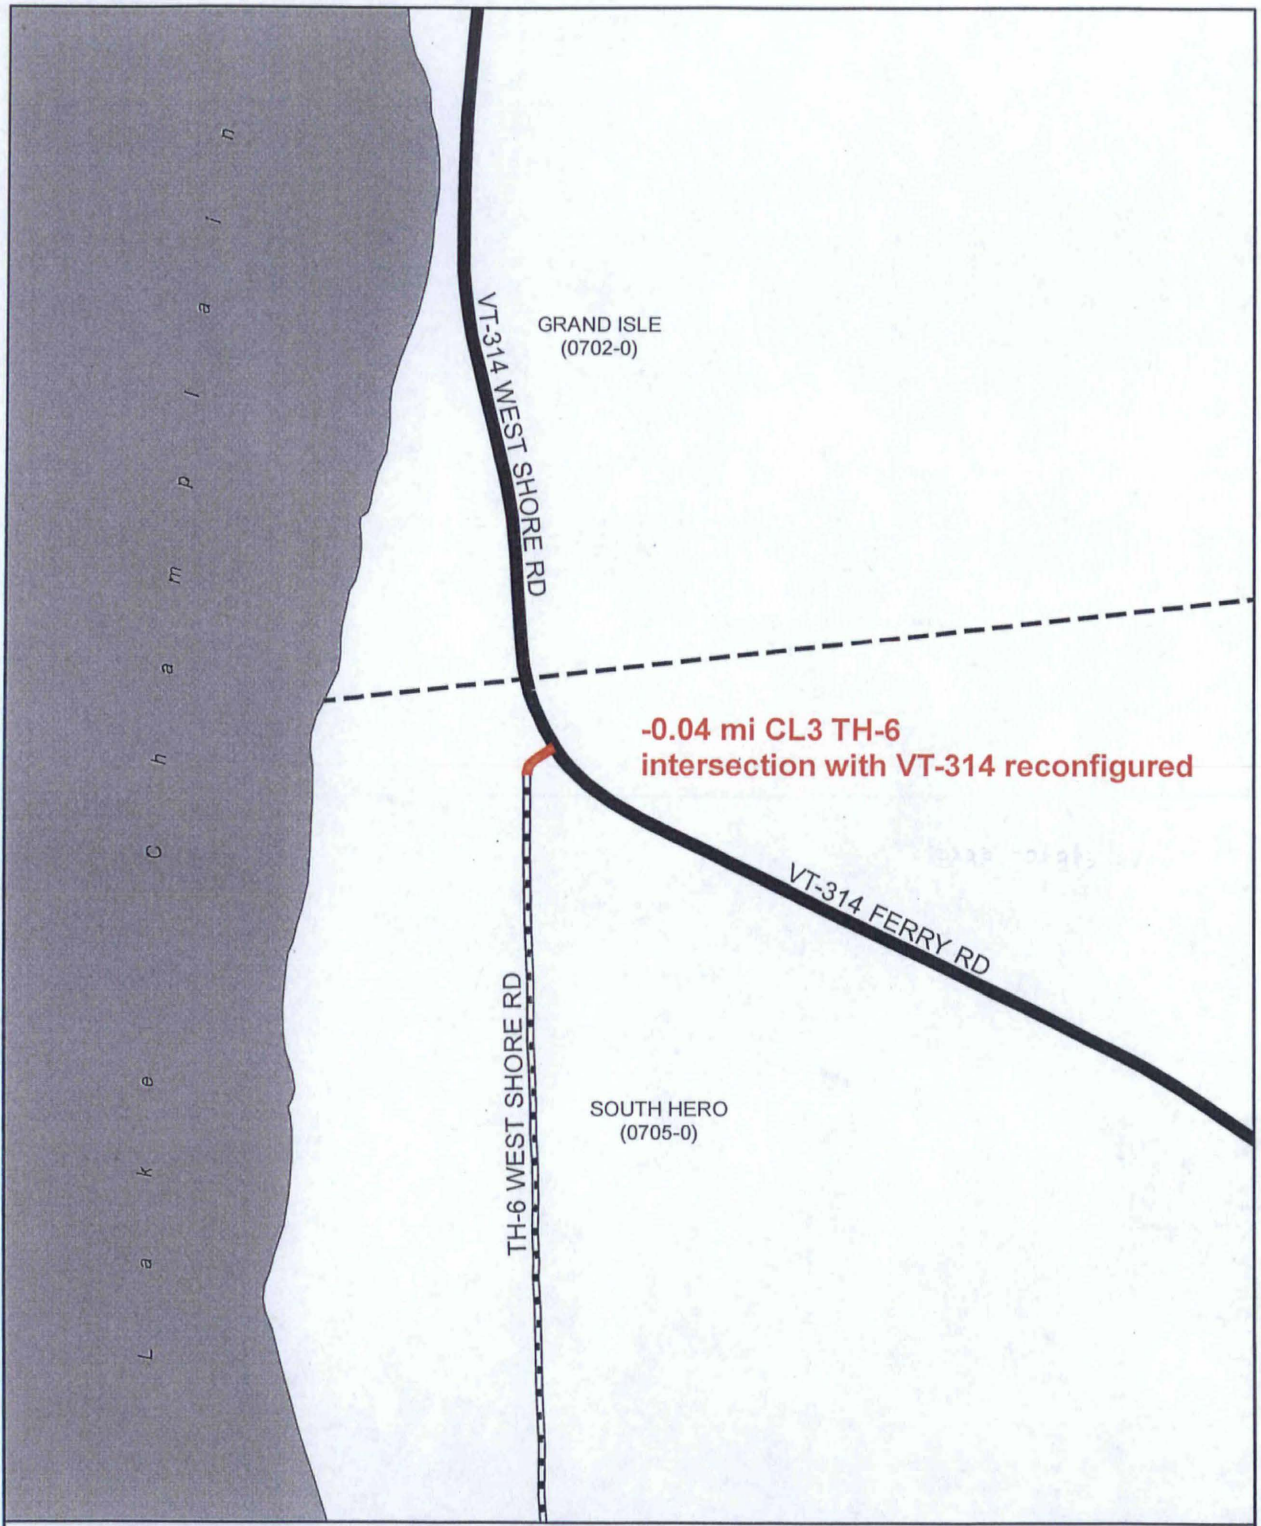 GRAND ISLE
(0702-0)
VT-314 WEST SHORE RD
-0.04 mi CL3 TH-6
intersection with VT-314 reconfigured
VT-314 FERRY RD
TH-6 WEST SHORE RD
SOUTH HERO
(0705-0)
Lake Champlain